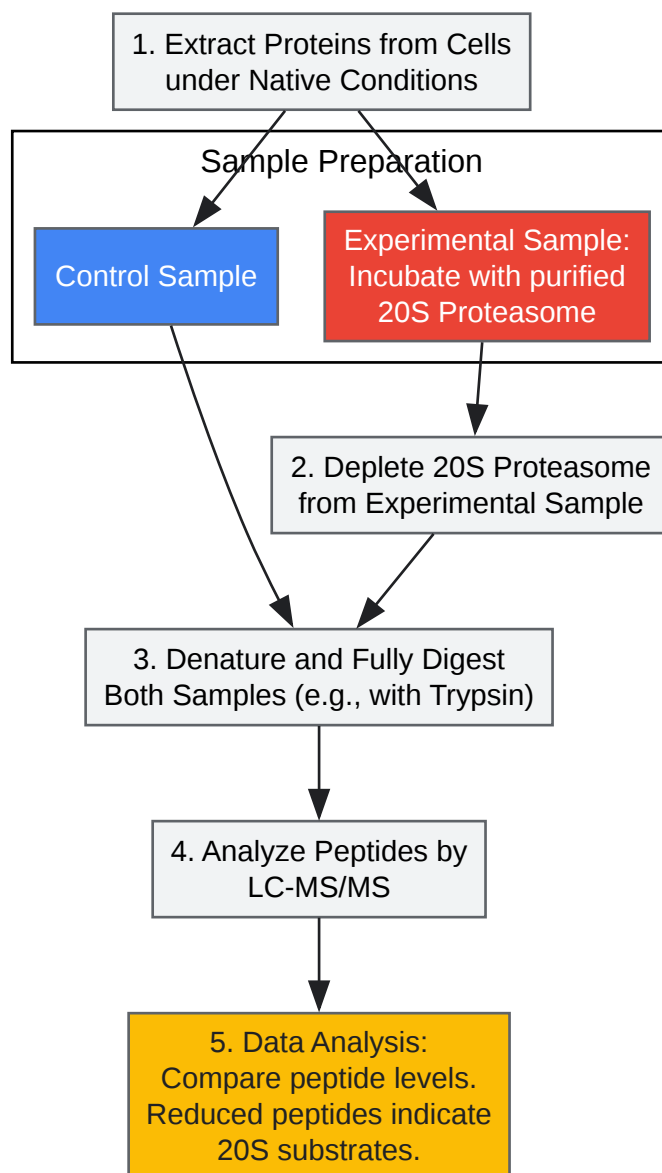 1. Extract Proteins from Cells
under Native Conditions
Sample Preparation
Control Sample
Experimental Sample:
Incubate with purified
20S Proteasome
2. Deplete 20S Proteasome
from Experimental Sample
3. Denature and Fully Digest
Both Samples (e.g., with Trypsin)
4. Analyze Peptides by
LC-MS/MS
5. Data Analysis:
Compare peptide levels.
Reduced peptides indicate
20S substrates.